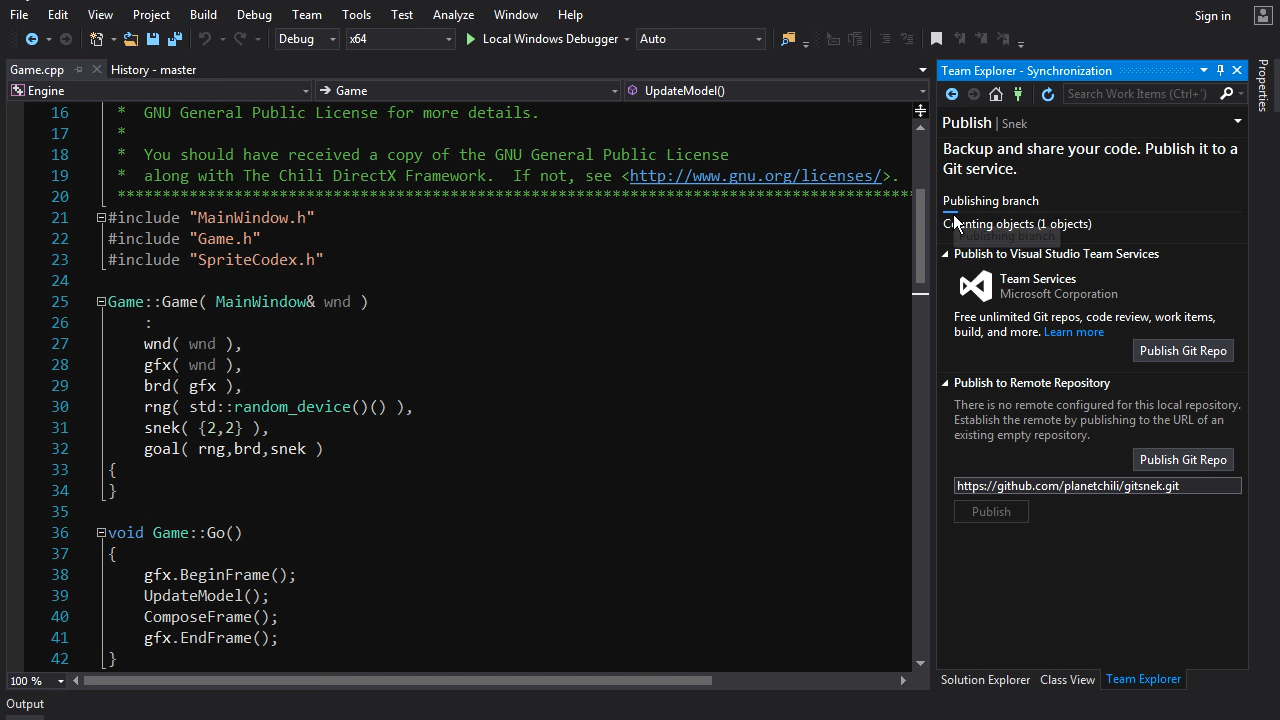 File Edit View Project Build Debug Team Tools Test Analyze Window Help Sign in
Debug x64 Local Windows Debugger Auto
Game.cpp History - master
Engine Game UpdateModel()
16 * GNU General Public License for more details.
17 *
18 * You should have received a copy of the GNU General Public License
19 * along with The Chili DirectX Framework. If not, see <http://www.gnu.org/licenses/>.
20 ******************************************************************************************
21 #include "MainWindow.h"
22 #include "Game.h"
23 #include "SpriteCodex.h"
24
25 Game::Game( MainWindow& wnd )
26 :
27 wnd( wnd ),
28 gfx( wnd ),
29 brd( gfx ),
30 rng( std::random_device()() ),
31 snek( {2,2} ),
32 goal( rng,brd,snek )
33 {
34 }
35
36 void Game::Go()
37 {
38 gfx.BeginFrame();
39 UpdateModel();
40 ComposeFrame();
41 gfx.EndFrame();
42 }
100 %
Output
Team Explorer - Synchronization
Search Work Items (Ctrl+')
Publish | Snek
Backup and share your code. Publish it to a
Git service.
Publishing branch
objects (1 objects)
Publishing branch
Publish to Visual Studio Team Services
Team Services
Microsoft Corporation
Free unlimited Git repos, code review, work items,
build, and more. Learn more
Publish Git Repo
Publish to Remote Repository
There is no remote configured for this local repository.
Establish the remote by publishing to the URL of an
existing empty repository.
Publish Git Repo
https://github.com/planetchili/gitsnek.git
Publish
Solution Explorer Class View Team Explorer
Properties